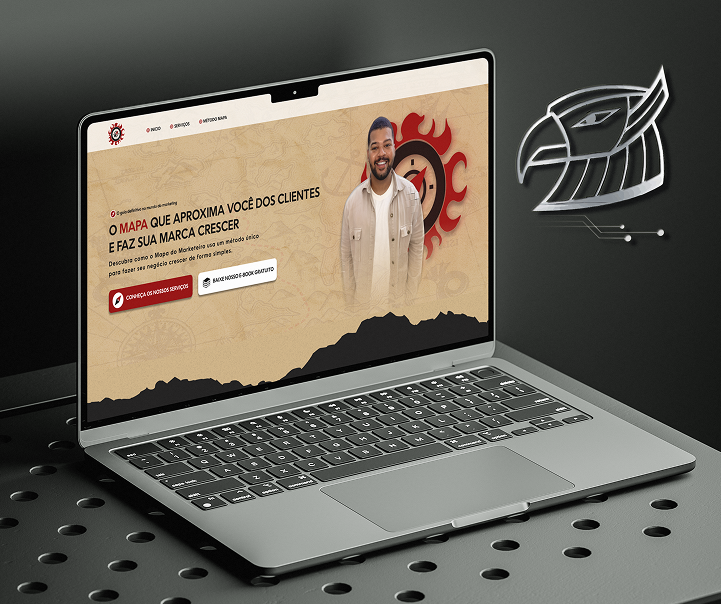 INICIO
SERVIÇOS
MÉTODO MAPA
O guia definitivo no mundo do marketing
O MAPA QUE APROXIMA VOCÊ DOS CLIENTES
E FAZ SUA MARCA CRESCER
Descubra como o Mapa do Marketeiro usa um método único
para fazer seu negócio crescer de forma simples.
CONHEÇA OS NOSSOS SERVIÇOS
BAIXE NOSSO E-BOOK GRATUITO